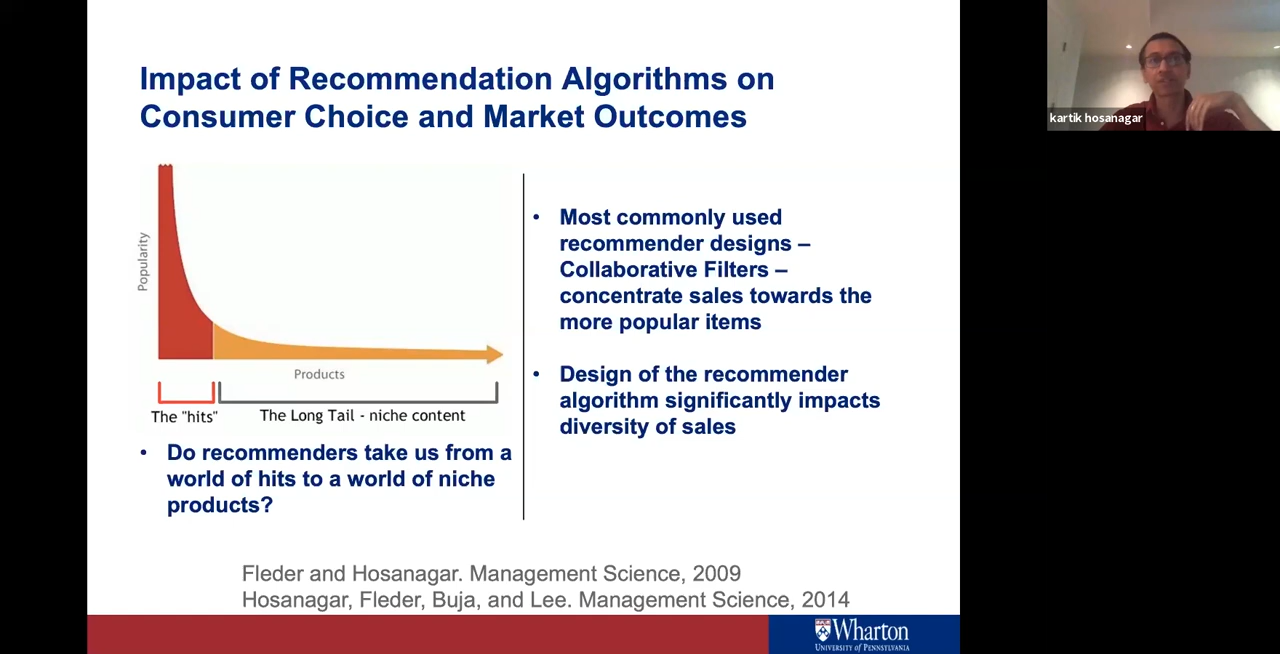 Impact of Recommendation Algorithms on
Consumer Choice and Market Outcomes
kartik hosanagar
Popularity
Products
The "hits"
The Long Tail - niche content
• Do recommenders take us from a
world of hits to a world of niche
products?
• Most commonly used
recommender designs –
Collaborative Filters –
concentrate sales towards the
more popular items
• Design of the recommender
algorithm significantly impacts
diversity of sales
Fleder and Hosanagar. Management Science, 2009
Hosanagar, Fleder, Buja, and Lee. Management Science, 2014
Wharton
UNIVERSITY of PENNSYLVANIA